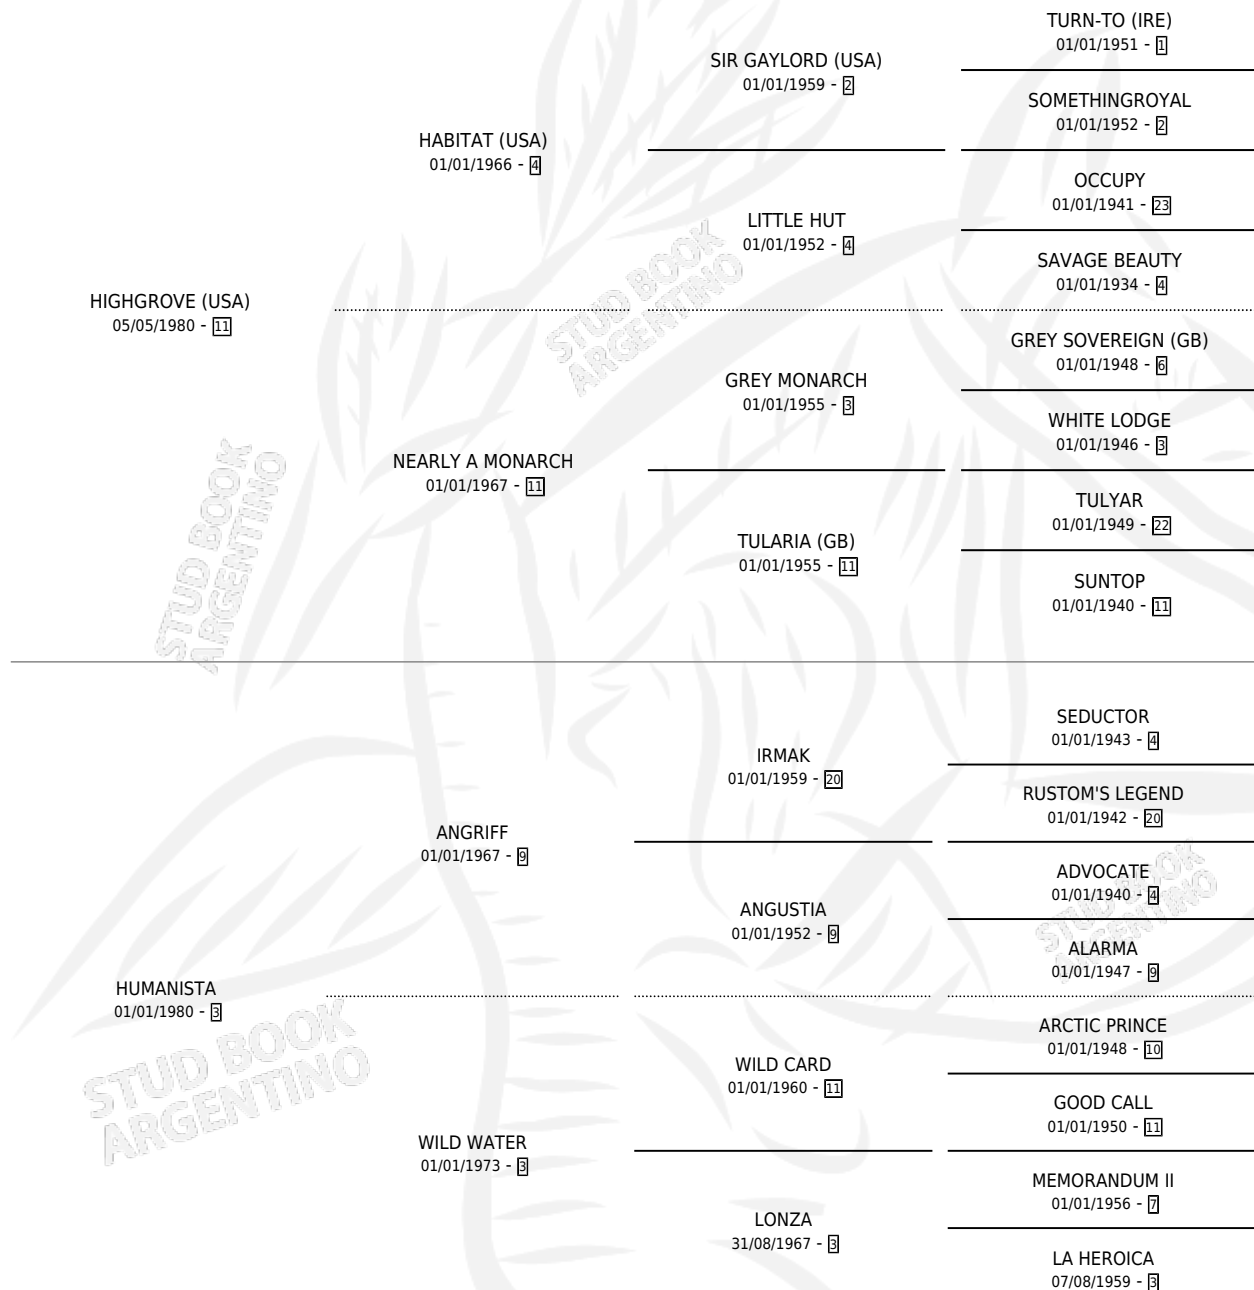 TURN-TO (IRE)
01/01/1951 - 1
SIR GAYLORD (USA)
01/01/1959 - 2
SOMETHINGROYAL
01/01/1952 - 2
HABITAT (USA)
01/01/1966 - 4
OCCUPY
01/01/1941 - 23
LITTLE HUT
01/01/1952 - 4
SAVAGE BEAUTY
01/01/1934 - 4
HIGHGROVE (USA)
05/05/1980 - 11
GREY SOVEREIGN (GB)
01/01/1948 - 6
GREY MONARCH
01/01/1955 - 3
WHITE LODGE
01/01/1946 - 3
NEARLY A MONARCH
01/01/1967 - 11
TULYAR
01/01/1949 - 22
TULARIA (GB)
01/01/1955 - 11
SUNTOP
01/01/1940 - 11
SEDUCTOR
01/01/1943 - 4
IRMAK
01/01/1959 - 20
RUSTOM'S LEGEND
01/01/1942 - 20
ANGRIFF
01/01/1967 - 9
ADVOCATE
01/01/1940 - 4
ANGUSTIA
01/01/1952 - 9
ALARMA
01/01/1947 - 9
HUMANISTA
01/01/1980 - 3
ARCTIC PRINCE
01/01/1948 - 10
WILD CARD
01/01/1960 - 11
GOOD CALL
01/01/1950 - 11
WILD WATER
01/01/1973 - 3
MEMORANDUM II
01/01/1956 - 7
LONZA
31/08/1967 - 3
LA HEROICA
07/08/1959 - 3
STUD BOOK
ARGENTINO
STUD BOOK
ARGENTINO
STUD BOOK
ARGENTINO
STUD BOOK
ARGENTINO